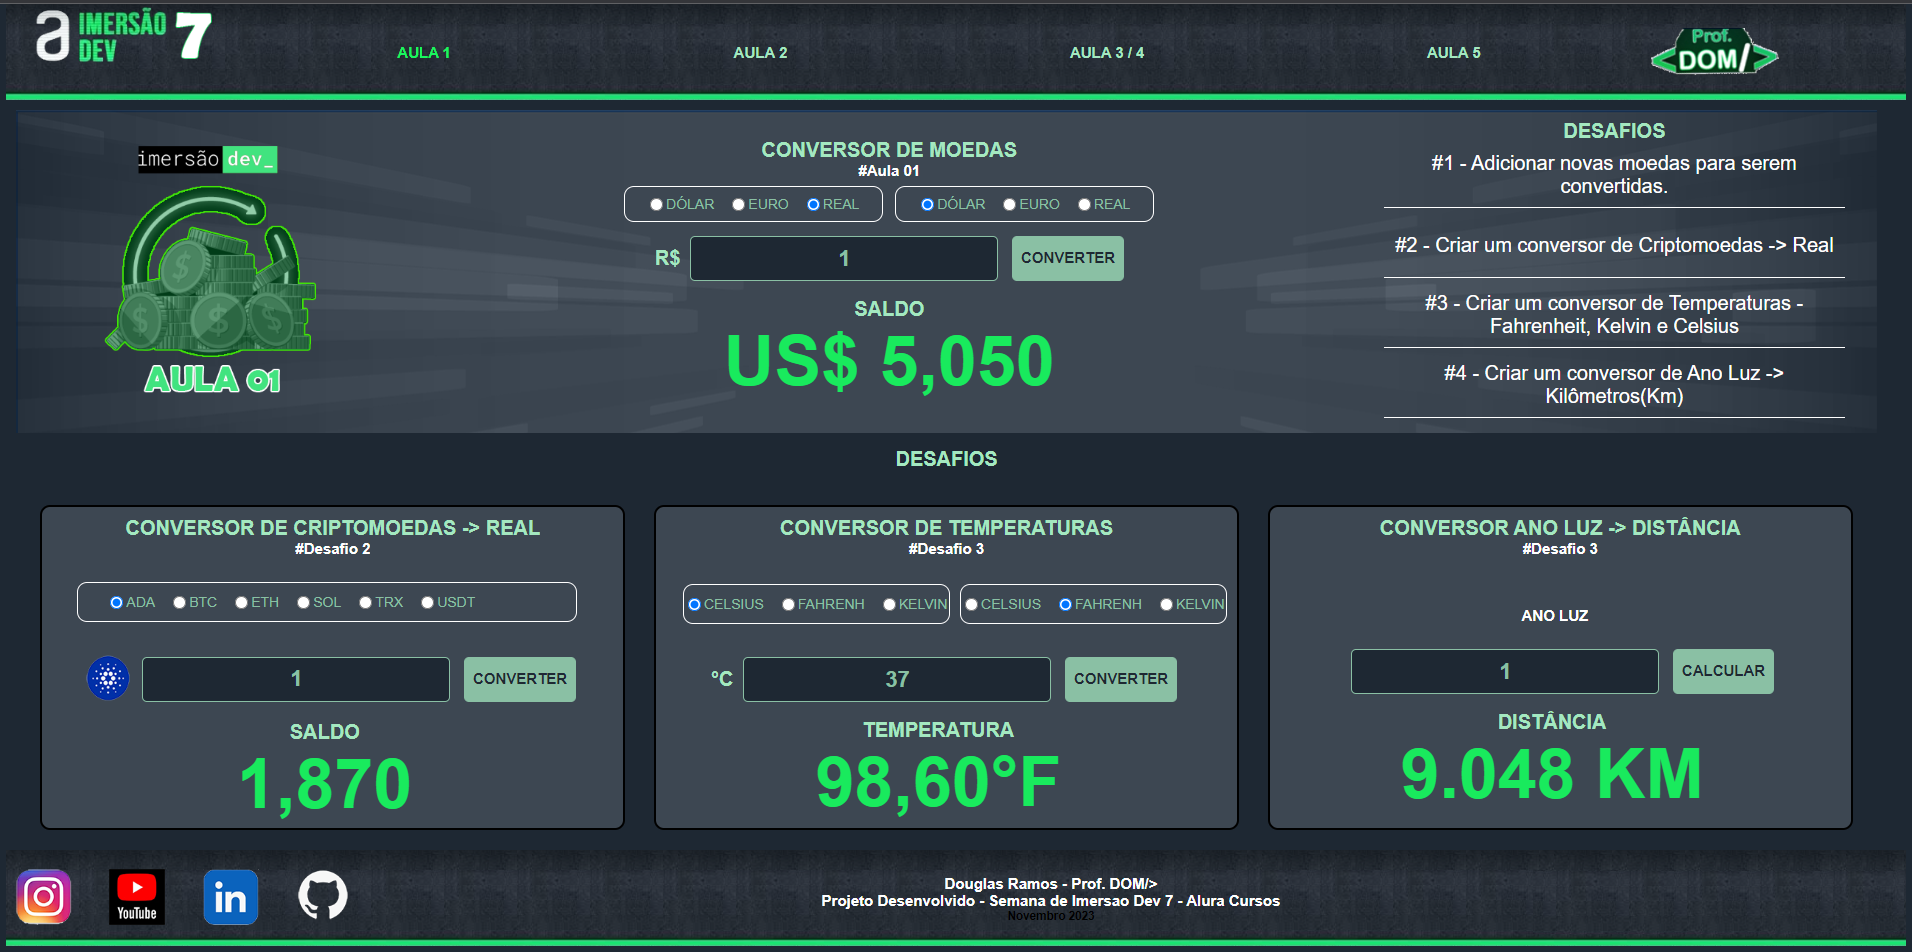 a IMERSÃO DEV 7
AULA 1
AULA 2
AULA 3 / 4
AULA 5
Prof.
<DOM/>
imersão dev_
AULA 01
CONVERSOR DE MOEDAS
#Aula 01
DÓLAR EURO REAL
DÓLAR EURO REAL
R$ 1 CONVERTER
SALDO
US$ 5,050
DESAFIOS
#1 - Adicionar novas moedas para serem
convertidas.
#2 - Criar um conversor de Criptomoedas -> Real
#3 - Criar um conversor de Temperaturas -
Fahrenheit, Kelvin e Celsius
#4 - Criar um conversor de Ano Luz ->
Kilômetros(Km)
DESAFIOS
CONVERSOR DE CRIPTOMOEDAS -> REAL
#Desafio 2
ADA BTC ETH SOL TRX USDT
1 CONVERTER
SALDO
1,870
CONVERSOR DE TEMPERATURAS
#Desafio 3
CELSIUS FAHRENH KELVIN
CELSIUS FAHRENH KELVIN
°C 37 CONVERTER
TEMPERATURA
98,60°F
CONVERSOR ANO LUZ -> DISTÂNCIA
#Desafio 3
ANO LUZ
1 CALCULAR
DISTÂNCIA
9.048 KM
YouTube
in
Douglas Ramos - Prof. DOM/>
Projeto Desenvolvido - Semana de Imersao Dev 7 - Alura Cursos
Novembro 2023